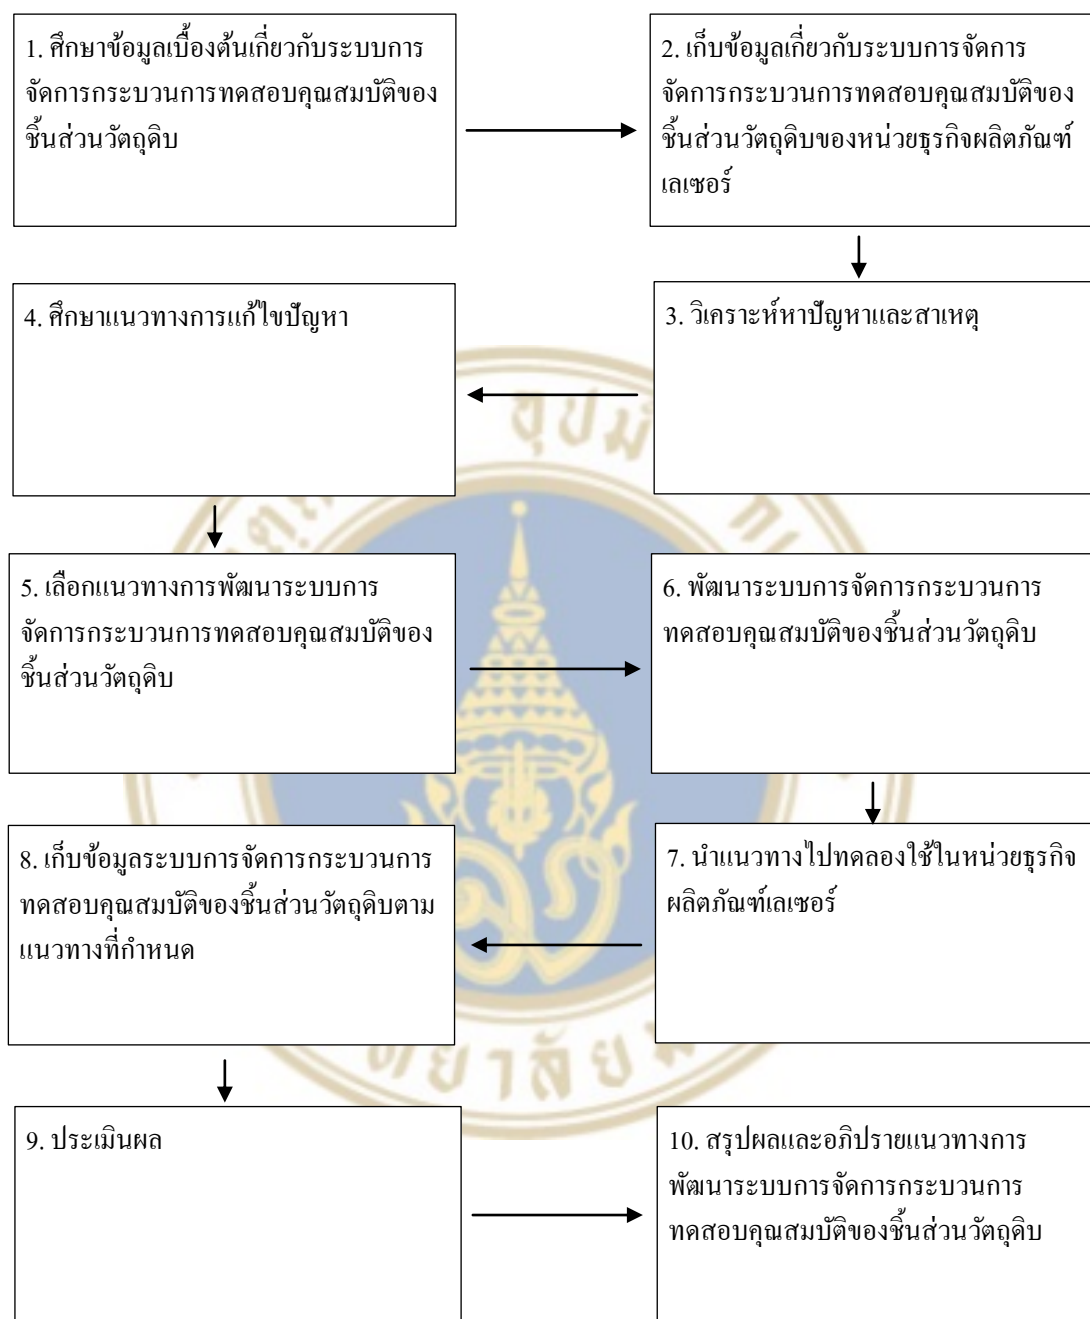 1. ศึกษาข้อมูลเบื้องต้นเกี่ยวกับระบบการ
จัดการกระบวนการทดสอบคุณสมบัติของ
ชิ้นส่วนวัตถุดิบ
2. เก็บข้อมูลเกี่ยวกับระบบการจัดการ
จัดการกระบวนการทดสอบคุณสมบัติของ
ชิ้นส่วนวัตถุดิบของหน่วยธุรกิจผลิตภัณฑ์
เลเซอร์
3. วิเคราะห์หาปัญหาและสาเหตุ
4. ศึกษาแนวทางการแก้ไขปัญหา
5. เลือกแนวทางการพัฒนาระบบการ
จัดการกระบวนการทดสอบคุณสมบัติของ
ชิ้นส่วนวัตถุดิบ
6. พัฒนาระบบการจัดการกระบวนการ
ทดสอบคุณสมบัติของชิ้นส่วนวัตถุดิบ
7. นำแนวทางไปทดลองใช้ในหน่วยธุรกิจ
ผลิตภัณฑ์เลเซอร์
8. เก็บข้อมูลระบบการจัดการกระบวนการ
ทดสอบคุณสมบัติของชิ้นส่วนวัตถุดิบตาม
แนวทางที่กำหนด
9. ประเมินผล
10. สรุปผลและอภิปรายแนวทางการ
พัฒนาระบบการจัดการกระบวนการ
ทดสอบคุณสมบัติของชิ้นส่วนวัตถุดิบ